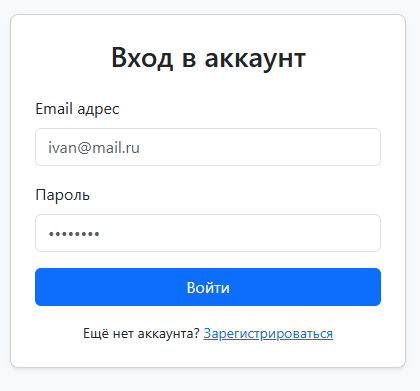 Вход в аккаунт
Email адрес
ivan@mail.ru
Пароль
••••••••
Войти
Ещё нет аккаунта? Зарегистрироваться